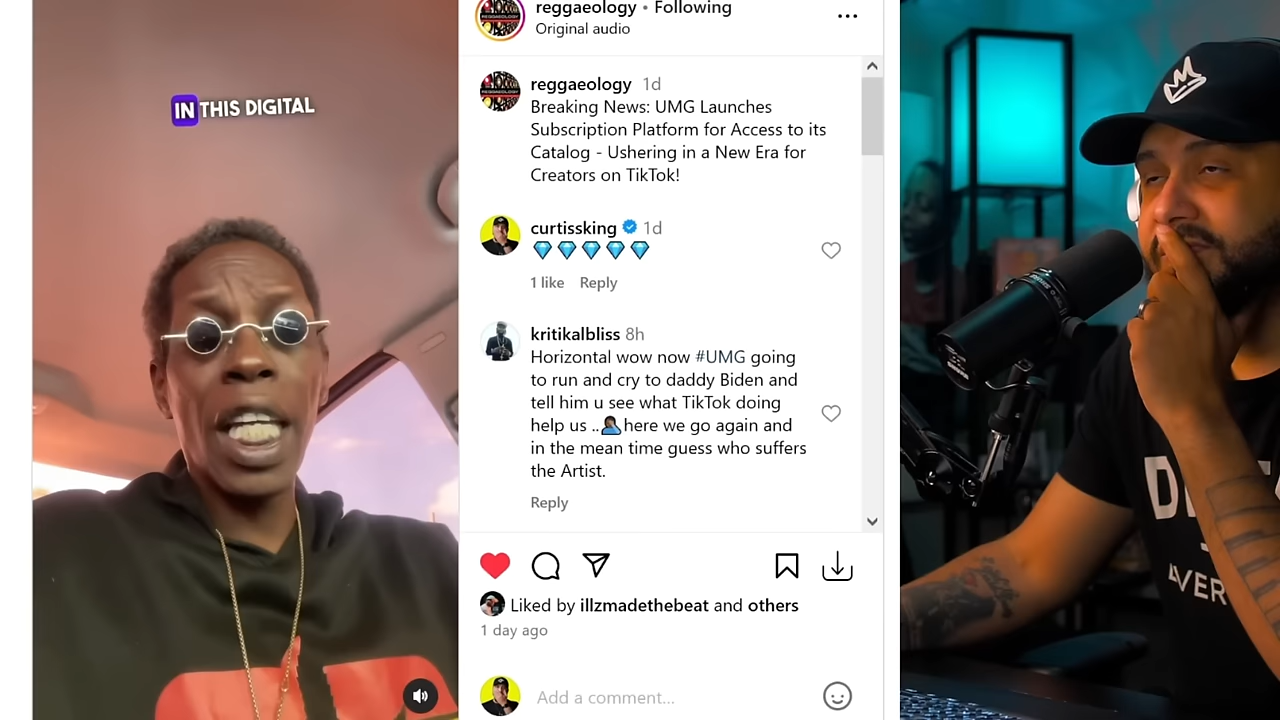 IN THIS DIGITAL
reggaeology • Following
Original audio
reggaeology 1d
Breaking News: UMG Launches
Subscription Platform for Access to its
Catalog - Ushering in a New Era for
Creators on TikTok!
curtissking 1d
💎💎💎💎💎
1 like Reply
kritikalbliss 8h
Horizontal wow now #UMG going
to run and cry to daddy Biden and
tell him u see what TikTok doing
help us ..🤦🏾‍♂️here we go again and
in the mean time guess who suffers
the Artist.
Reply
Liked by illzmadethebeat and others
1 day ago
Add a comment...